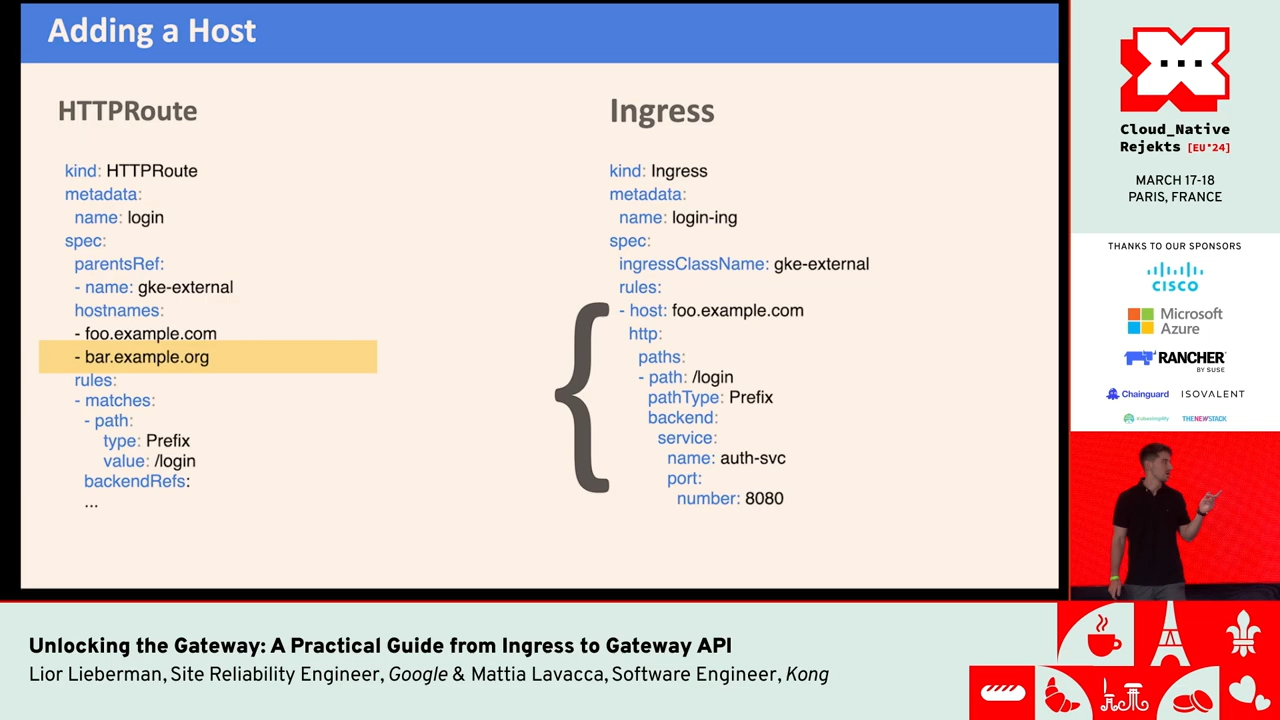 Adding a Host
HTTPRoute
kind: HTTPRoute
metadata:
name: login
spec:
parentsRef:
- name: gke-external
hostnames:
- foo.example.com
- bar.example.org
rules:
- matches:
- path:
type: Prefix
value: /login
backendRefs:
...
Ingress
kind: Ingress
metadata:
name: login-ing
spec:
ingressClassName: gke-external
rules:
- host: foo.example.com
http:
paths:
- path: /login
pathType: Prefix
backend:
service:
name: auth-svc
port:
number: 8080
{
Cloud_Native
Rejekts [EU'24]
MARCH 17-18
PARIS, FRANCE
THANKS TO OUR SPONSORS
CISCO
Microsoft
Azure
RANCHER
BY SUSE
Chainguard
ISOVALENT
Kubesimplify
THENEWSTACK
Unlocking the Gateway: A Practical Guide from Ingress to Gateway API
Lior Lieberman, Site Reliability Engineer, Google & Mattia Lavacca, Software Engineer, Kong